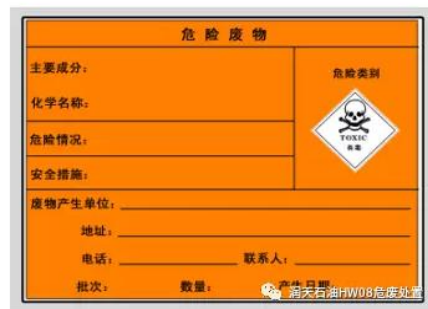 危险废物
主要成分：
危险类别
化学名称：
TOXIC
危险情况：
安全措施：
废物产生单位：
地址：
电话： 联系人：
批次： 数量： 产生日期：
润天石油HW08危废处置